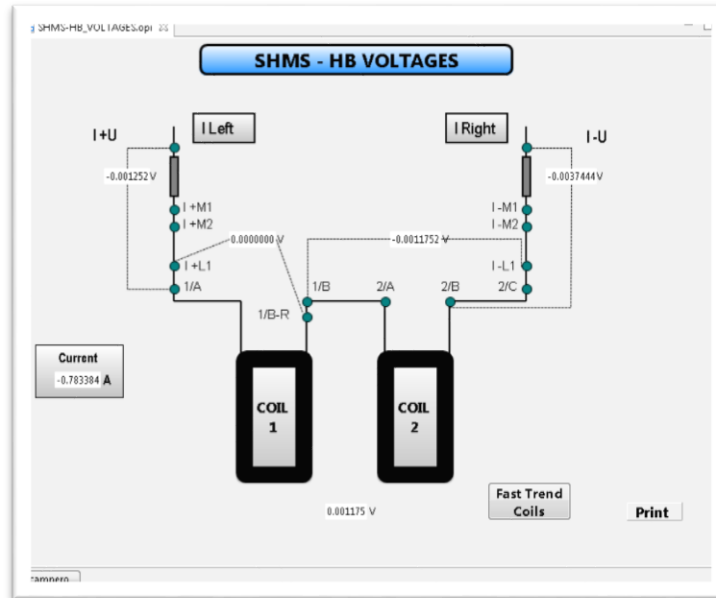 SHMS-HB_VOLTAGES.opi
SHMS - HB VOLTAGES
I +U
I Left
I Right
I -U
-0.001252 V
-0.0037444 V
I +M1
I -M1
I +M2
I -M2
0.0000000 V
-0.0011752 V
I +L1
I -L1
1/A
1/B
2/A
2/B
2/C
1/B-R
Current
-0.783384 A
COIL
1
COIL
2
0.001175 V
Fast Trend
Coils
Print